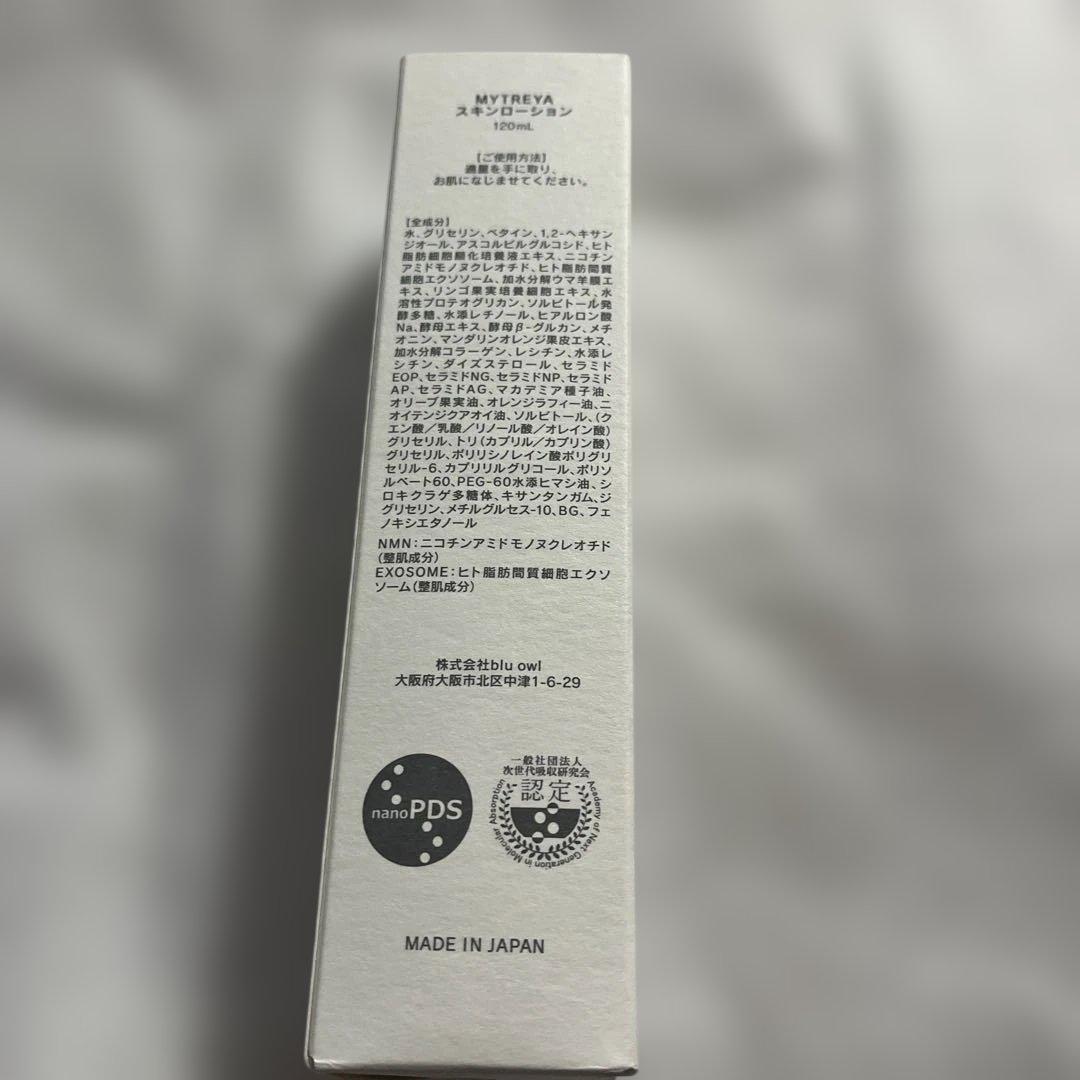 MYTREYA
スキンローション
120mL
【ご使用方法】
適量を手に取り、
お肌になじませてください。
【全成分】
水、グリセリン、ベタイン、1,2-ヘキサン
ジオール、アスコルビルグルコシド、ヒト
脂肪細胞順化培養液エキス、ニコチン
アミドモノヌクレオチド、ヒト脂肪間質
細胞エクソソーム、加水分解ウマ羊膜エ
キス、リンゴ果実培養細胞エキス、水
溶性プロテオグリカン、ソルビトール発
酵多糖、水添レチノール、ヒアルロン酸
Na、酵母エキス、酵母β-グルカン、メチ
オニン、マンダリンオレンジ果皮エキス、
加水分解コラーゲン、レシチン、水添レ
シチン、ダイズステロール、セラミド
EOP、セラミドNG、セラミドNP、セラミド
AP、セラミドAG、マカデミア種子油、
オリーブ果実油、オレンジラフィー油、ニ
オイテンジクアオイ油、ソルビトール、（ク
エン酸／乳酸／リノール酸／オレイン酸）
グリセリル、トリ（カプリル／カプリン酸）
グリセリル、ポリリシノレイン酸ポリグリ
セリル-6、カプリリルグリコール、ポリソ
ルベート60、PEG-60水添ヒマシ油、シ
ロキクラゲ多糖体、キサンタンガム、ジ
グリセリン、メチルグルセス-10、BG、フェ
ノキシエタノール
NMN：ニコチンアミドモノヌクレオチド
（整肌成分）
EXOSOME：ヒト脂肪間質細胞エクソ
ソーム（整肌成分）
株式会社blu owl
大阪府大阪市北区中津1-6-29
nanoPDS
一般社団法人
次世代吸収研究会
認定
Academy of Next Generation in Molecular Absorption
MADE IN JAPAN